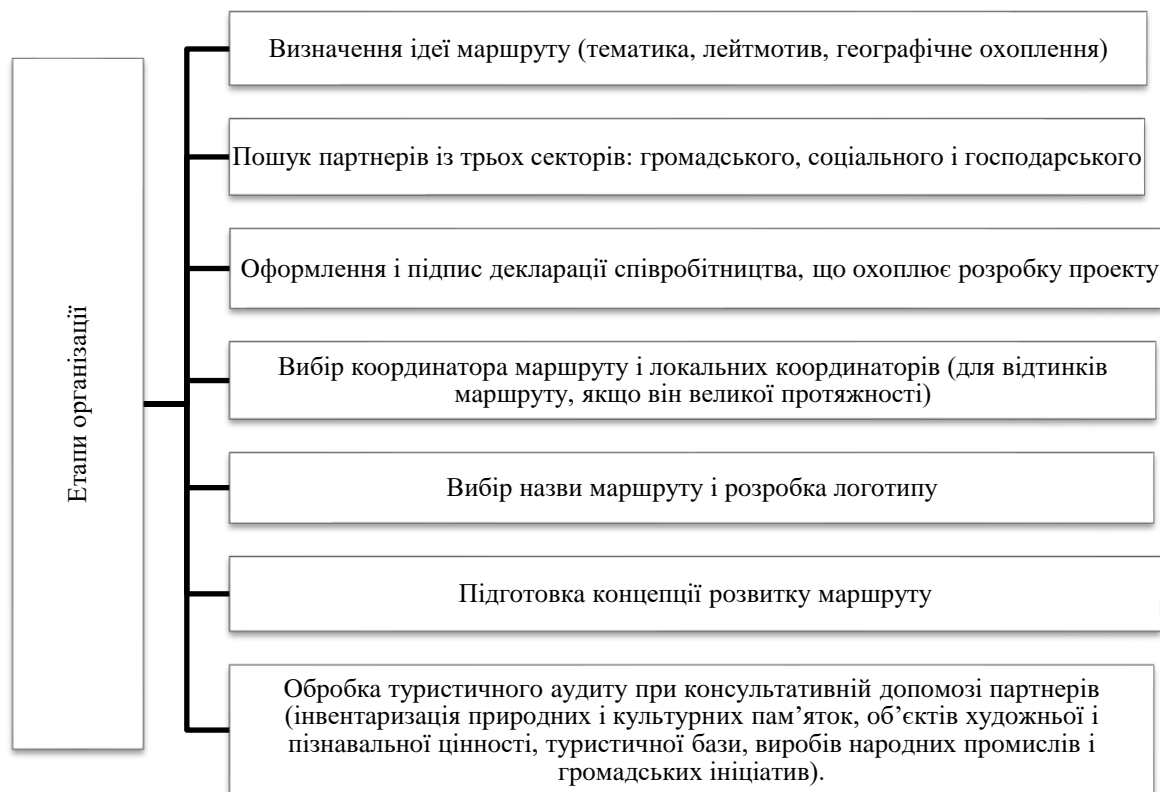 Етапи організації
Визначення ідеї маршруту (тематика, лейтмотив, географічне охоплення)
Пошук партнерів із трьох секторів: громадського, соціального і господарського
Оформлення і підпис декларації співробітництва, що охоплює розробку проекту
Вибір координатора маршруту і локальних координаторів (для відтинків
маршруту, якщо він великої протяжності)
Вибір назви маршруту і розробка логотипу
Підготовка концепції розвитку маршруту
Обробка туристичного аудиту при консультативній допомозі партнерів
(інвентаризація природних і культурних пам’яток, об’єктів художньої і
пізнавальної цінності, туристичної бази, виробів народних промислів і
громадських ініціатив).